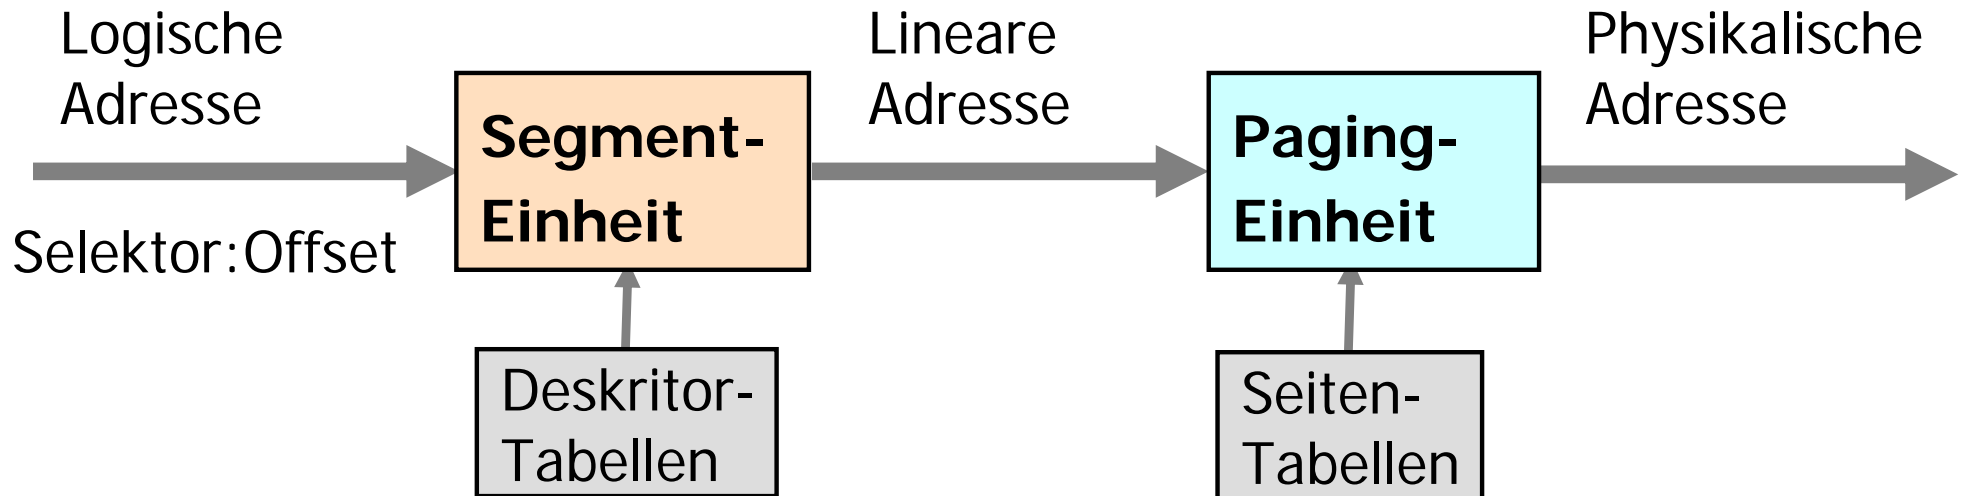 Logische
Adresse
Selektor:Offset
Segment-
Einheit
Deskritor-
Tabellen
Lineare
Adresse
Paging-
Einheit
Seiten-
Tabellen
Physikalische
Adresse